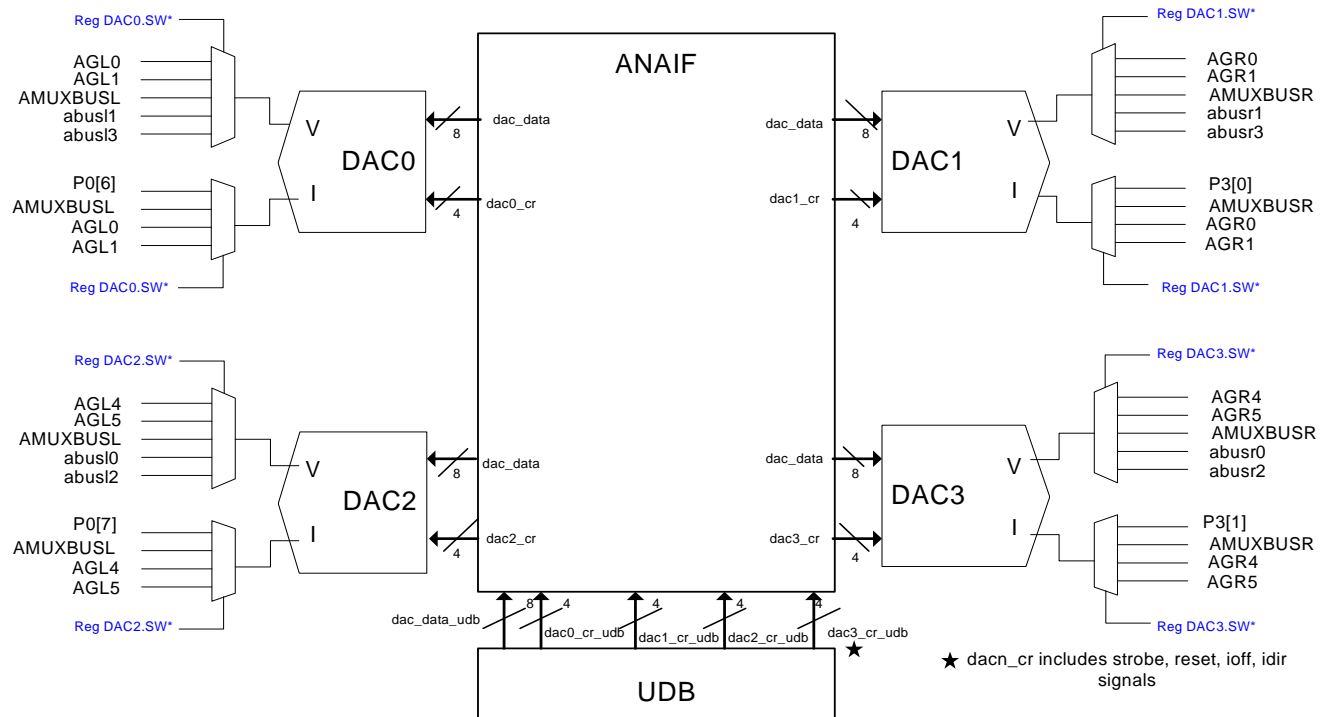 Reg DAC0.SW*
AGL0
AGL1
AMUXBUSL
abusl1
abusl3
V
DAC0
I
P0[6]
AMUXBUSL
AGL0
AGL1
Reg DAC0.SW*
ANAIF
dac_data
8
dac0_cr
4
dac_data
8
dac1_cr
4
Reg DAC1.SW*
AGR0
AGR1
AMUXBUSR
abusr1
abusr3
DAC1
V
I
P3[0]
AMUXBUSR
AGR0
AGR1
Reg DAC1.SW*
Reg DAC2.SW*
AGL4
AGL5
AMUXBUSL
abusl0
abusl2
V
DAC2
I
P0[7]
AMUXBUSL
AGL4
AGL5
Reg DAC2.SW*
dac_data
8
dac2_cr
4
dac_data
8
dac3_cr
4
Reg DAC3.SW*
AGR4
AGR5
AMUXBUSR
abusr0
abusr2
V
DAC3
I
P3[1]
AMUXBUSR
AGR4
AGR5
Reg DAC3.SW*
8
4
4
4
4
dac_data_udb
dac0_cr_udb
dac1_cr_udb
dac2_cr_udb
dac3_cr_udb
UDB
★ dacn_cr includes strobe, reset, ioff, idir
signals